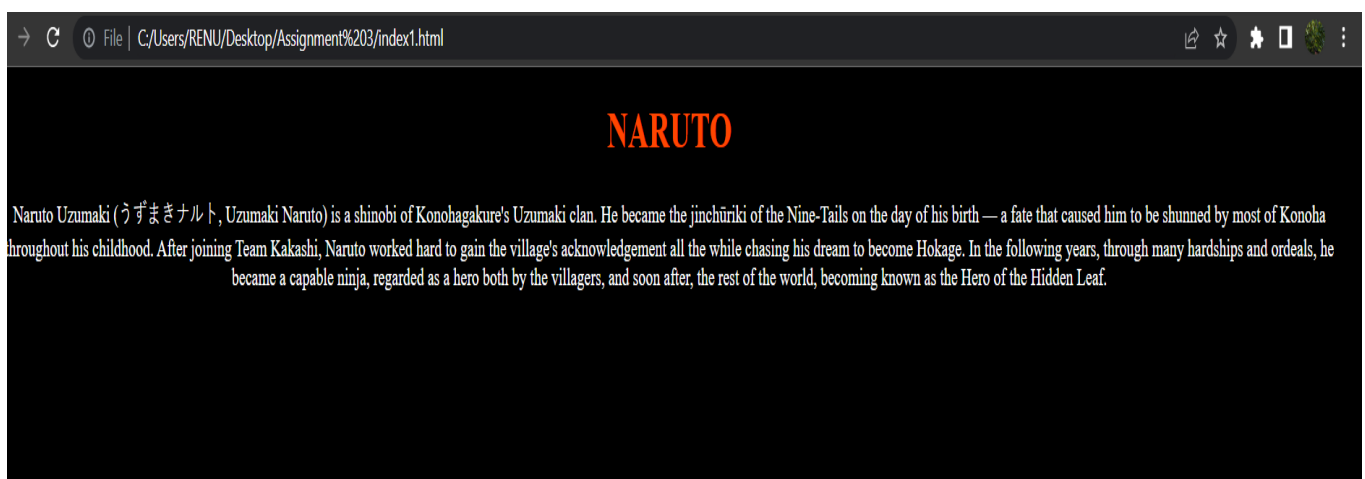 File | C:/Users/RENU/Desktop/Assignment%203/index1.html
NARUTO
Naruto Uzumaki (うずまきナルト, Uzumaki Naruto) is a shinobi of Konohagakure's Uzumaki clan. He became the jinchūriki of the Nine-Tails on the day of his birth — a fate that caused him to be shunned by most of Konoha
throughout his childhood. After joining Team Kakashi, Naruto worked hard to gain the village's acknowledgement all the while chasing his dream to become Hokage. In the following years, through many hardships and ordeals, he
became a capable ninja, regarded as a hero both by the villagers, and soon after, the rest of the world, becoming known as the Hero of the Hidden Leaf.